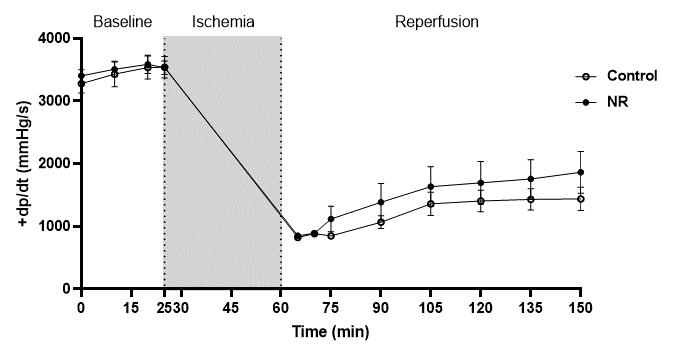 Baseline Ischemia Reperfusion
4000
3000
2000
1000
0
+dp/dt (mmHg/s)
0 15 25 30 45 60 75 90 105 120 135 150
Time (min)
Control
NR